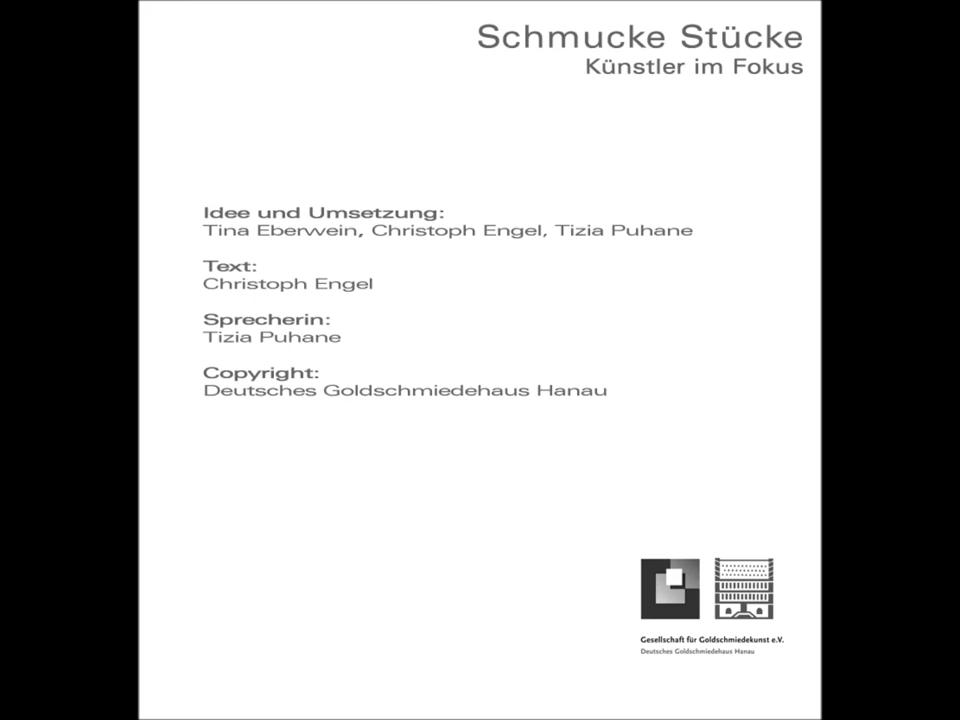 Schmucke Stücke
Künstler im Fokus
Idee und Umsetzung:
Tina Eberwein, Christoph Engel, Tizia Puhane
Text:
Christoph Engel
Sprecherin:
Tizia Puhane
Copyright:
Deutsches Goldschmiedehaus Hanau
Gesellschaft für Goldschmiedekunst e.V.
Deutsches Goldschmiedehaus Hanau